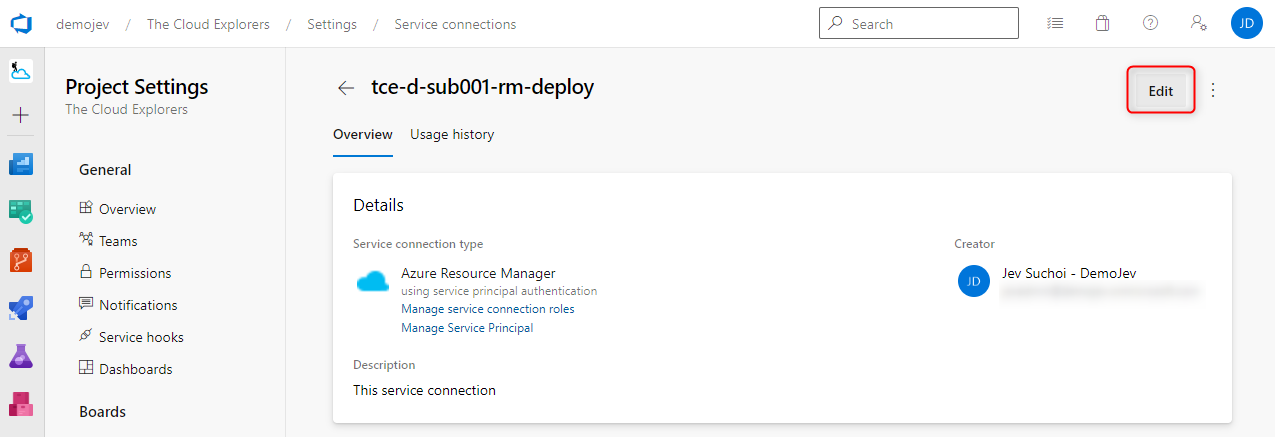 demojev / The Cloud Explorers / Settings / Service connections
Search
JD
Project Settings
The Cloud Explorers
General
Overview
Teams
Permissions
Notifications
Service hooks
Dashboards
Boards
tce-d-sub001-rm-deploy
Edit
Overview
Usage history
Details
Service connection type
Azure Resource Manager
using service principal authentication
Manage service connection roles
Manage Service Principal
Creator
JD
Jev Suchoi - DemoJev
Description
This service connection